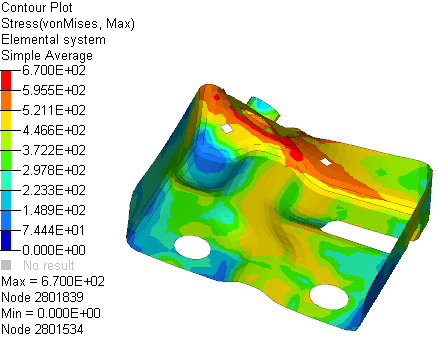 Contour Plot
Stress(vonMises, Max)
Elemental system
Simple Average
6.700E+02
5.955E+02
5.211E+02
4.466E+02
3.722E+02
2.978E+02
2.233E+02
1.489E+02
7.444E+01
0.000E+00
No result
Max = 6.700E+02
Node 2801839
Min = 0.000E+00
Node 2801534